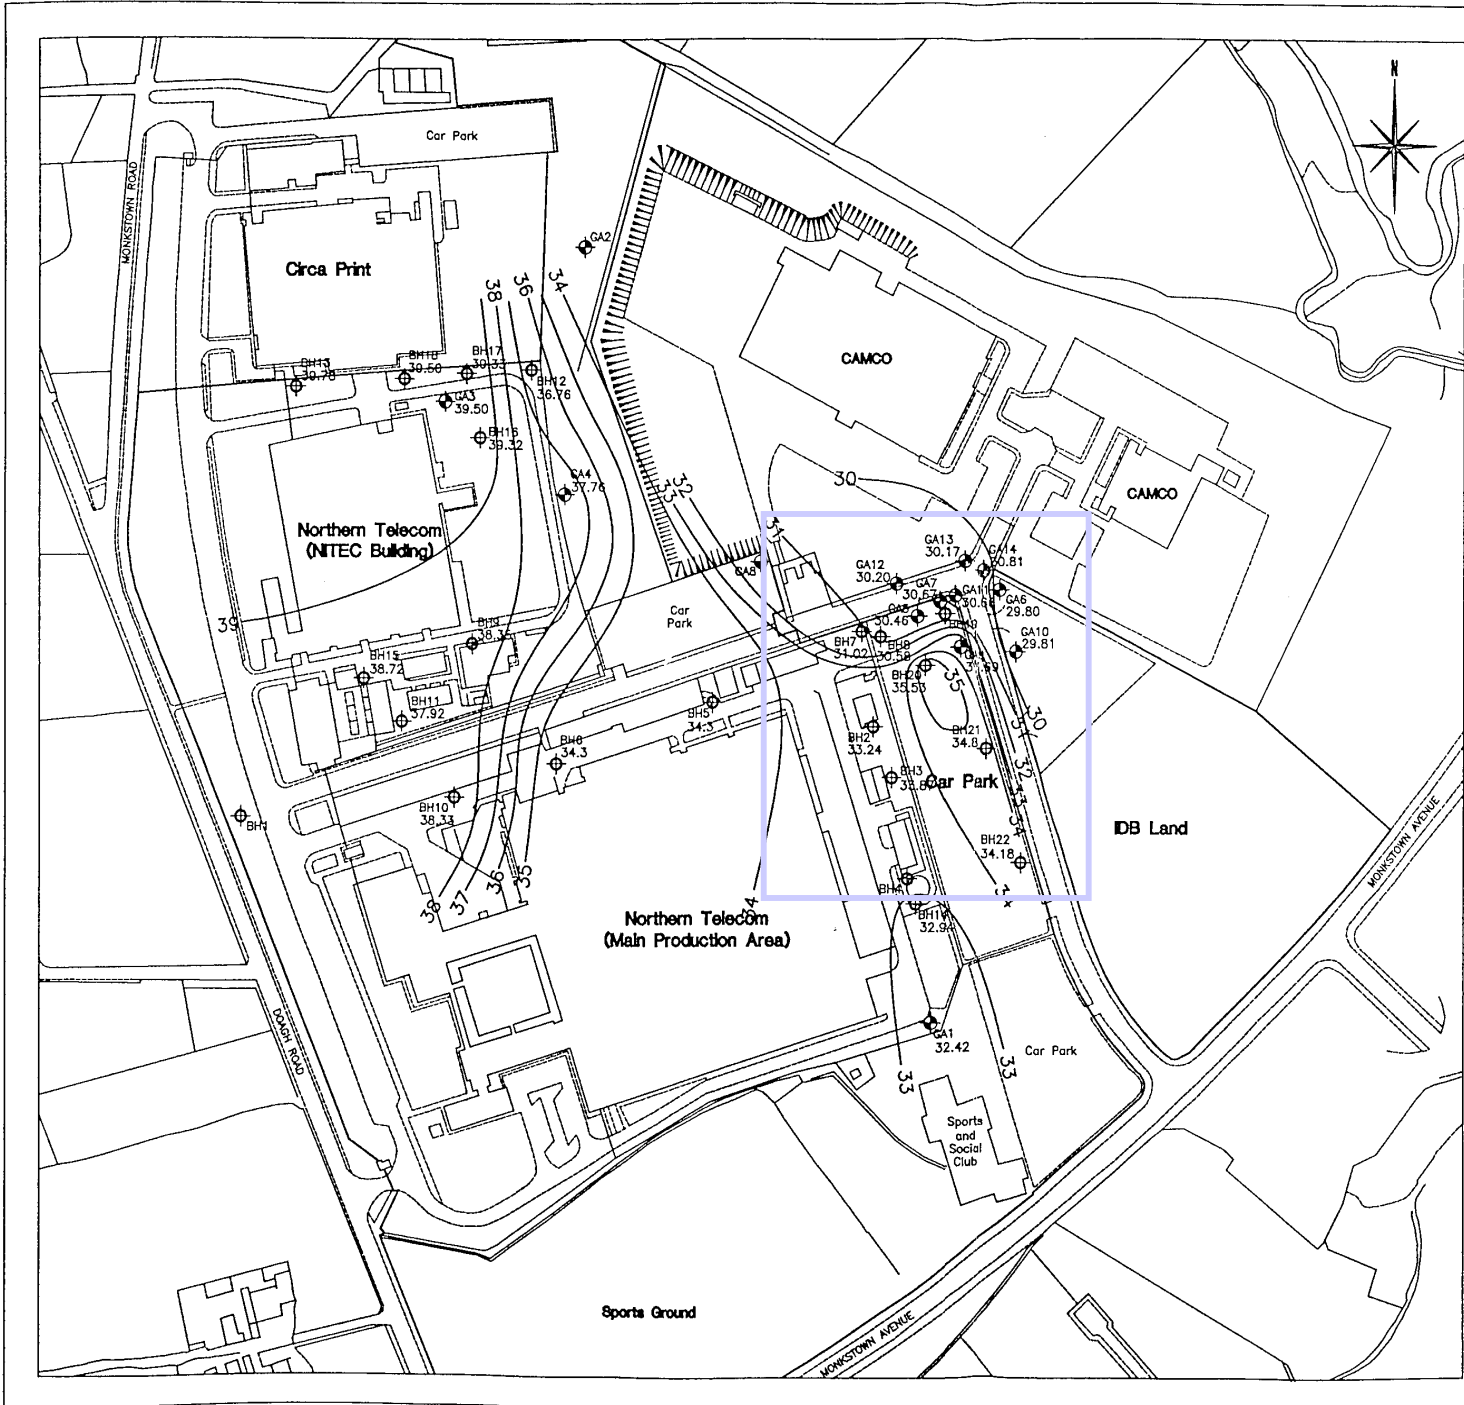 N
Car Park
MONKSTOWN ROAD
GA2
Circa Print
38
36
34
CAMCO
BH13
39.78
BH18
39.58
BH17
39.33
BH12
36.76
GA3
39.50
BH16
39.32
GA4
37.76
30
32
33
CAMCO
Northern Telecom
(NITEC Building)
31
GA8
GA13
30.17
GA14
30.81
GA12
30.20
GA7
30.67
GA11
30.68
GA6
29.80
30.46
39
Car
Park
BH9
38.35
BH7
31.02
BH8
30.58
GA10
29.81
BH15
38.72
BH20
35.53
35
BH11
37.92
BH5
34.3
30
31
BH6
34.3
BH2
33.24
BH21
34.8
32
BH3
33.87
Car Park
33
BH10
38.33
BH1
34
IDB Land
MONKSTOWN AVENUE
BH22
34.18
38
37
36
35
34
BH4
34
BH14
32.94
Northern Telecom
(Main Production Area)
DOAGH ROAD
GA1
32.42
Car Park
33
33
Sports
and
Social
Club
Sports Ground
MONKSTOWN AVENUE